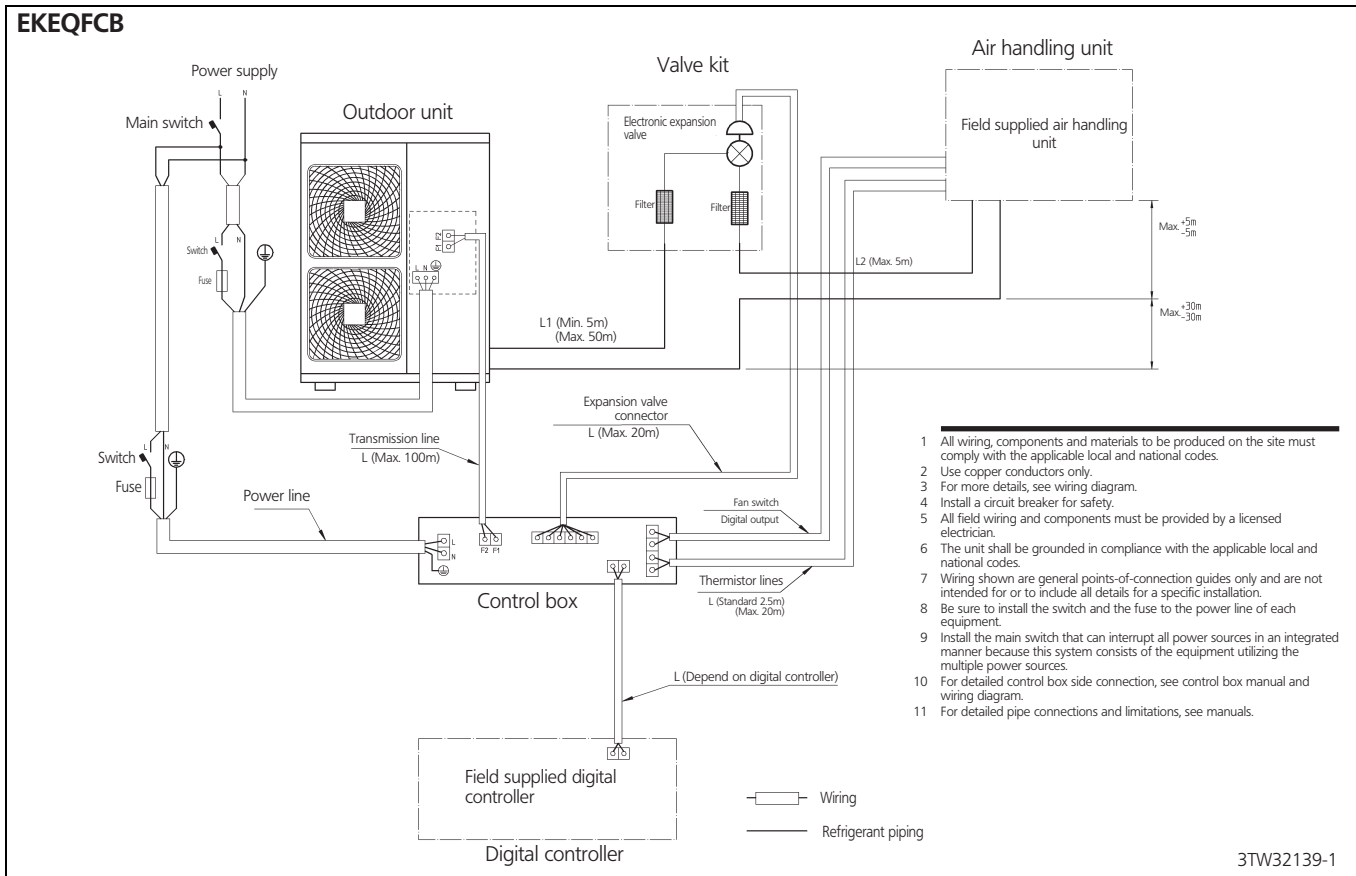 EKEQFCB
Power supply
L N
Main switch
Outdoor unit
Valve kit
Air handling unit
Electronic expansion
valve
Field supplied air handling
unit
Filter
Filter
L N
Switch
Fuse
F1 F2
L N
L2 (Max. 5m)
Max. +5m
-5m
Max. +30m
-30m
L1 (Min. 5m)
(Max. 50m)
Transmission line
L (Max. 100m)
Expansion valve
connector
L (Max. 20m)
L N
Switch
Fuse
Power line
L
N
F2 F1
Fan switch
Digital output
Thermistor lines
L (Standard 2.5m)
(Max. 20m)
Control box
L (Depend on digital controller)
Field supplied digital
controller
Digital controller
Wiring
Refrigerant piping
1 All wiring, components and materials to be produced on the site must
comply with the applicable local and national codes.
2 Use copper conductors only.
3 For more details, see wiring diagram.
4 Install a circuit breaker for safety.
5 All field wiring and components must be provided by a licensed
electrician.
6 The unit shall be grounded in compliance with the applicable local and
national codes.
7 Wiring shown are general points-of-connection guides only and are not
intended for or to include all details for a specific installation.
8 Be sure to install the switch and the fuse to the power line of each
equipment.
9 Install the main switch that can interrupt all power sources in an integrated
manner because this system consists of the equipment utilizing the
multiple power sources.
10 For detailed control box side connection, see control box manual and
wiring diagram.
11 For detailed pipe connections and limitations, see manuals.
3TW32139-1